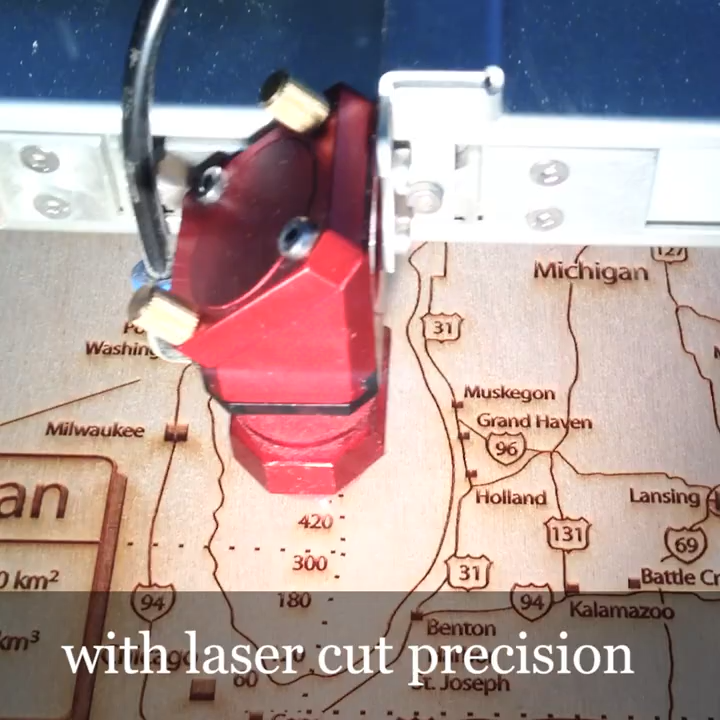 127
Michigan
31
Washing
Muskegon
Milwaukee
Grand Haven
96
an
Holland
Lansing
420
131
300
69
31
0 km²
Battle Cr
94
180
94
Kalamazoo
km³
Benton
with laser cut precision
60
St. Joseph